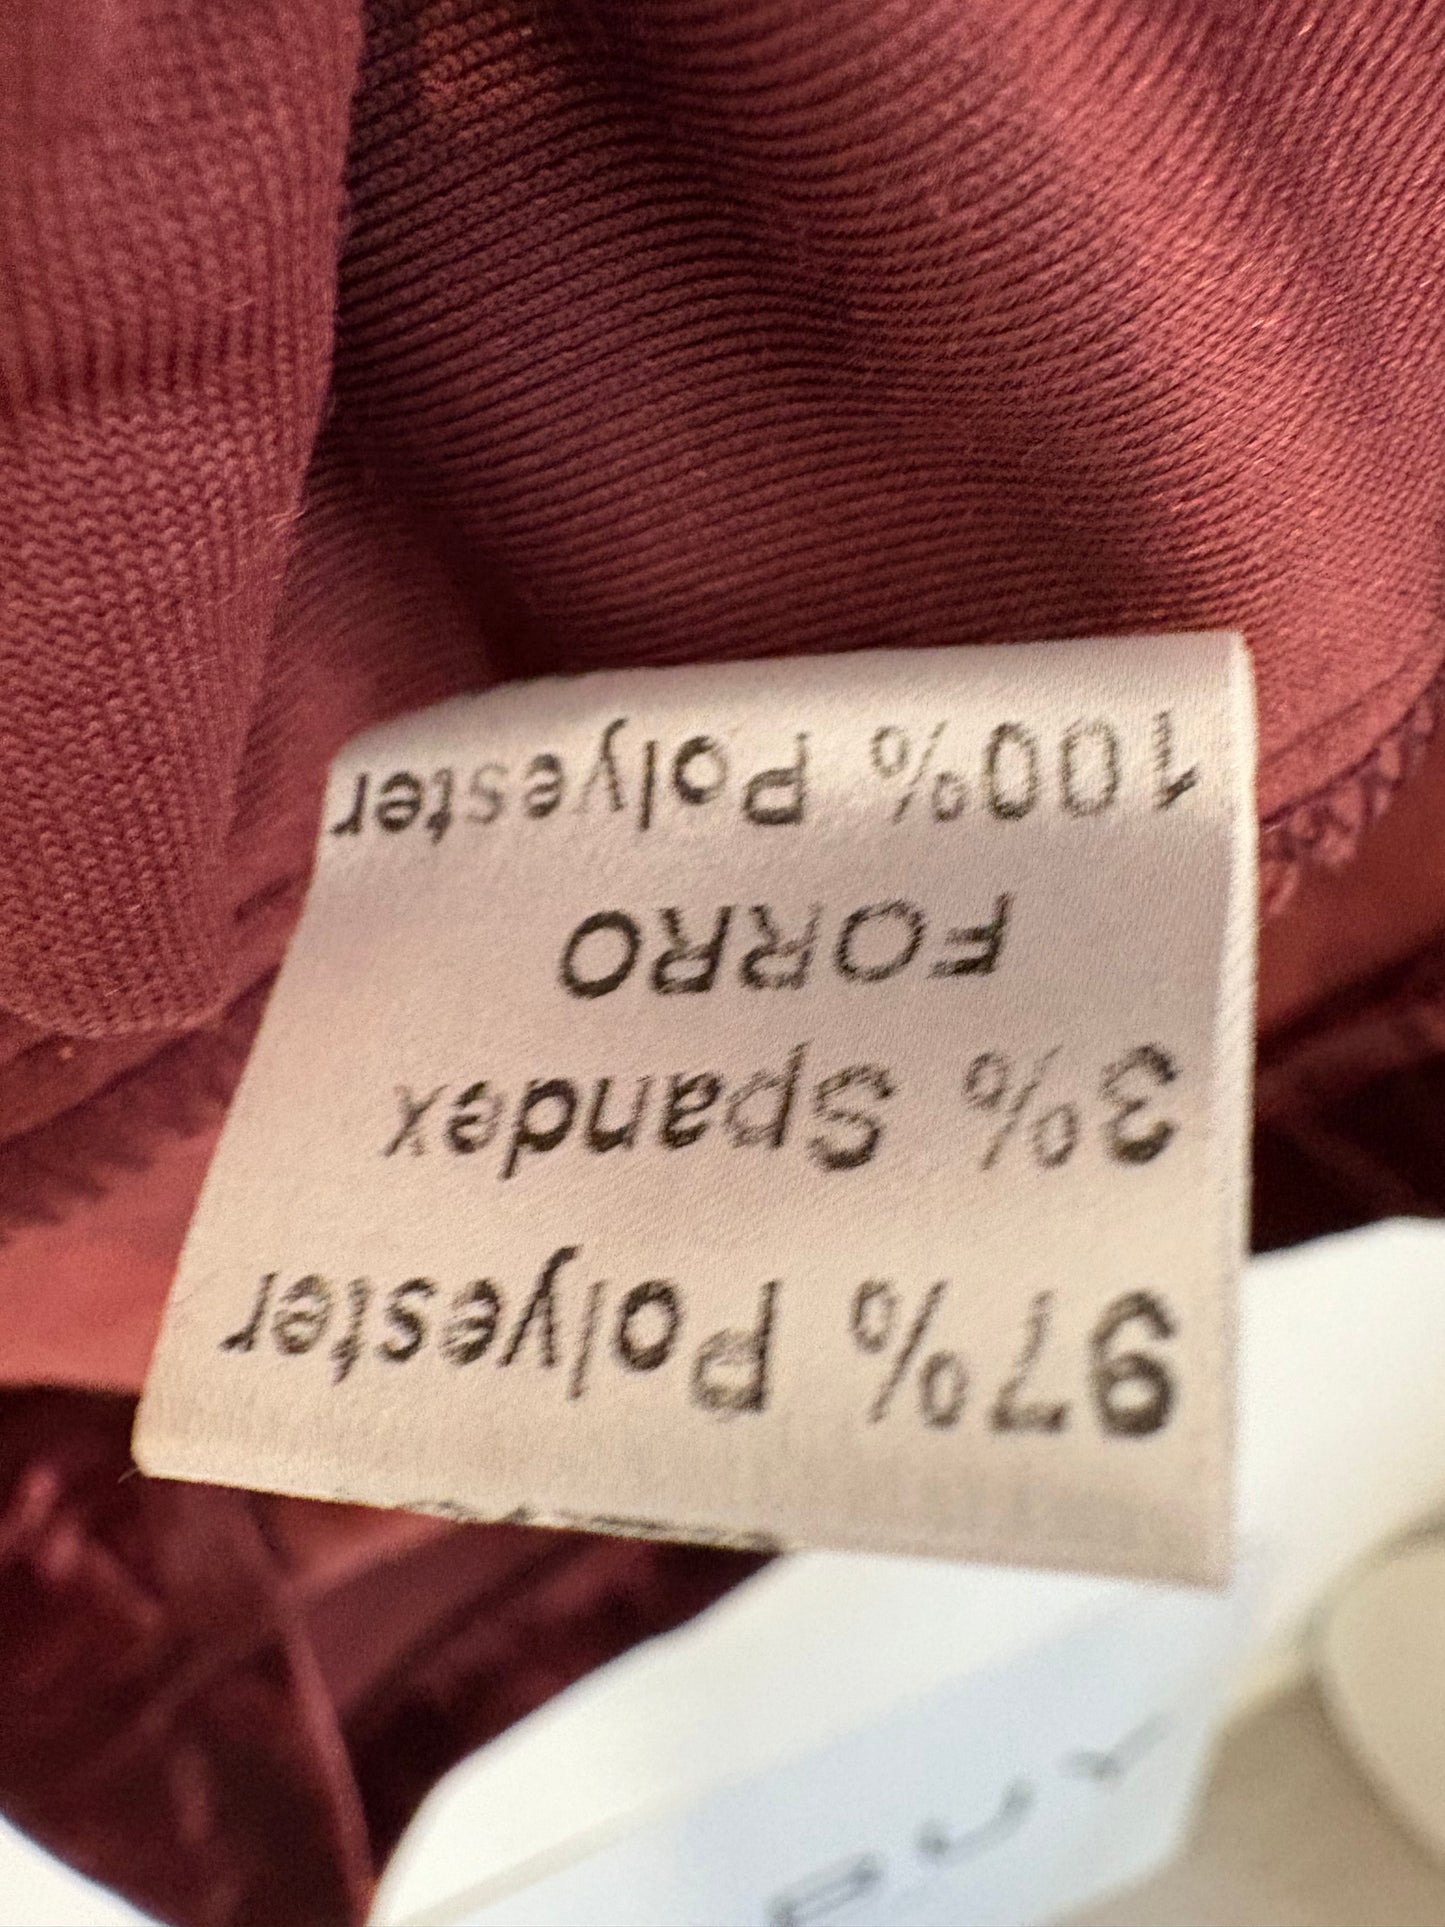 97% Polyester
3% Spandex
FORRO
100% Polyester